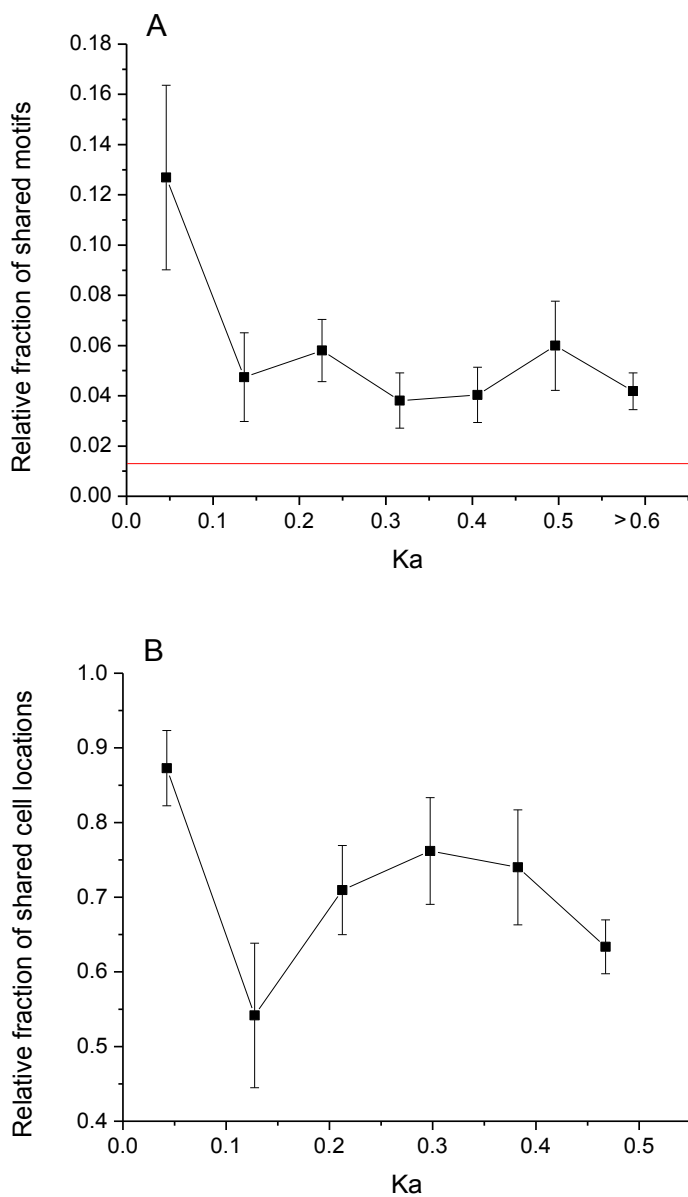 A
Relative fraction of shared motifs
0.18
0.16
0.14
0.12
0.10
0.08
0.06
0.04
0.02
0.00
0.0 0.1 0.2 0.3 0.4 0.5 >0.6
Ka
B
Relative fraction of shared cell locations
1.0
0.9
0.8
0.7
0.6
0.5
0.4
0.0 0.1 0.2 0.3 0.4 0.5
Ka